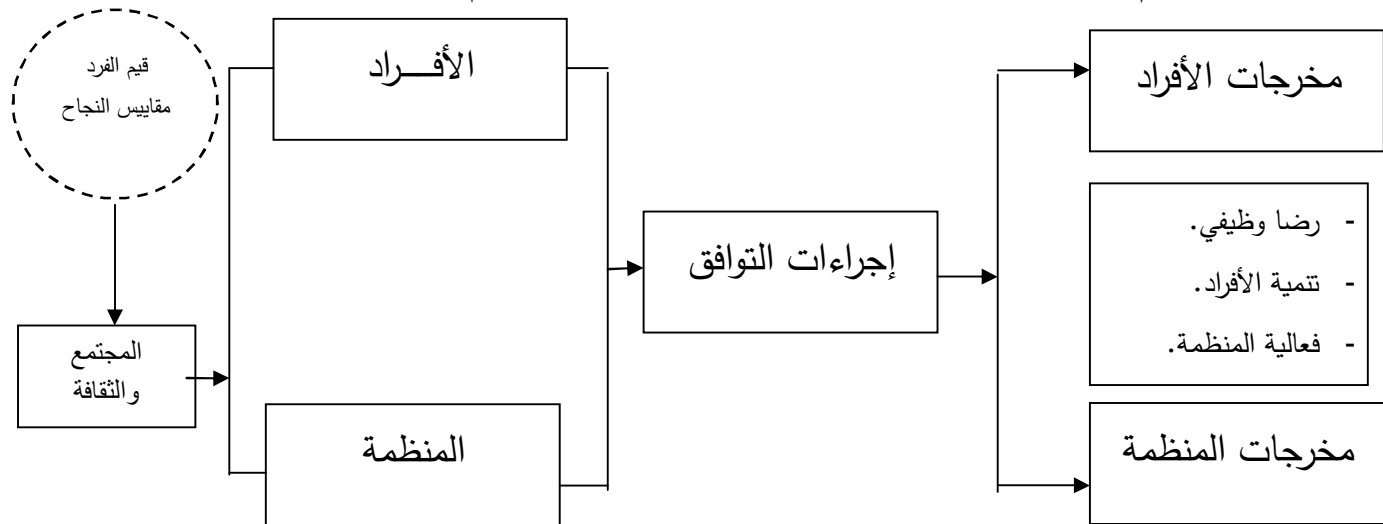 قيم الفرد
مقاييس النجاح
الأفـــراد
مخرجات الأفراد
إجراءات التوافق
- رضا وظيفي.
- تنمية الأفراد.
- فعالية المنظمة.
المجتمع
والثقافة
المنظمة
مخرجات المنظمة